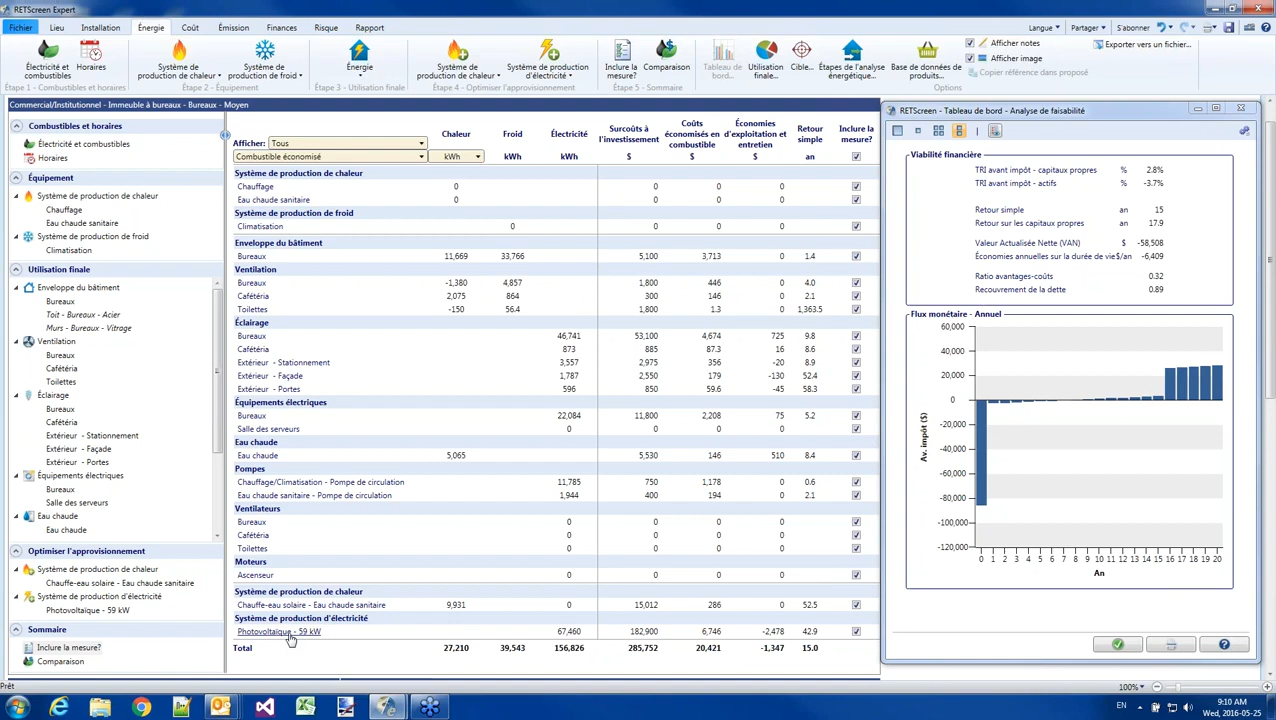 RETScreen Expert
Fichier Lieu Installation Énergie Coût Émission Finances Risque Rapport Langue Partager S'abonner
Électricité et combustibles Horaires Système de production de chaleur Système de production de froid Énergie Système de production de chaleur Système de production d'électricité Inclure la mesure? Comparaison Tableau de bord... Utilisation finale... Cible... Étapes de l'analyse énergétique... Base de données de produits... Afficher notes Afficher image Copier référence dans proposé Exporter vers un fichier...
Étape 1 - Combustibles et horaires Étape 2 - Équipement Étape 3 - Utilisation finale Étape 4 - Optimiser l'approvisionnement Étape 5 - Sommaire Options
Commercial/Institutionnel - Immeuble à bureaux - Bureaux - Moyen
Combustibles et horaires
Électricité et combustibles
Horaires
Équipement
Système de production de chaleur
Chauffage
Eau chaude sanitaire
Système de production de froid
Climatisation
Utilisation finale
Enveloppe du bâtiment
Bureaux
Toit - Bureaux - Acier
Murs - Bureaux - Vitrage
Ventilation
Bureaux
Cafétéria
Toilettes
Éclairage
Bureaux
Cafétéria
Extérieur - Stationnement
Extérieur - Façade
Extérieur - Portes
Équipements électriques
Bureaux
Salle des serveurs
Eau chaude
Eau chaude
Optimiser l'approvisionnement
Système de production de chaleur
Chauffe-eau solaire - Eau chaude sanitaire
Système de production d'électricité
Photovoltaïque - 59 kW
Sommaire
Inclure la mesure?
Comparaison
Afficher: Tous
Combustible économisé kWh
Chaleur Froid kWh Électricité kWh Surcoûts à l'investissement $ Coûts économisés en combustible $ Économies d'exploitation et entretien $ Retour simple an Inclure la mesure?
Système de production de chaleur
Chauffage 0 0 0 0
Eau chaude sanitaire 0 0 0 0
Système de production de froid
Climatisation 0 0 0 0
Enveloppe du bâtiment
Bureaux 11,669 33,766 5,100 3,713 0 1.4
Ventilation
Bureaux -1,380 4,857 1,800 446 0 4.0
Cafétéria 2,075 864 300 146 0 2.1
Toilettes -150 56.4 1,800 1.3 0 1,363.5
Éclairage
Bureaux 46,741 53,100 4,674 725 9.8
Cafétéria 873 885 87.3 16 8.6
Extérieur - Stationnement 3,557 2,975 356 -20 8.9
Extérieur - Façade 1,787 2,550 179 -130 52.4
Extérieur - Portes 596 850 59.6 -45 58.3
Équipements électriques
Bureaux 22,084 11,800 2,208 75 5.2
Salle des serveurs 0 0 0 0
Eau chaude
Eau chaude 5,065 5,530 146 510 8.4
Pompes
Chauffage/Climatisation - Pompe de circulation 11,785 750 1,178 0 0.6
Eau chaude sanitaire - Pompe de circulation 1,944 400 194 0 2.1
Ventilateurs
Bureaux 0 0 0 0
Cafétéria 0 0 0 0
Toilettes 0 0 0 0
Moteurs
Ascenseur 0 0 0 0
Système de production de chaleur
Chauffe-eau solaire - Eau chaude sanitaire 9,931 0 15,012 286 0 52.5
Système de production d'électricité
Photovoltaïque - 59 kW 67,460 182,900 6,746 -2,478 42.9
Total 27,210 39,543 156,826 285,752 20,421 -1,347 15.0
RETScreen - Tableau de bord - Analyse de faisabilité
Viabilité financière
TRI avant impôt - capitaux propres % 2.8%
TRI avant impôt - actifs % -3.7%
Retour simple an 15
Retour sur les capitaux propres an 17.9
Valeur Actualisée Nette (VAN) $ -58,508
Économies annuelles sur la durée de vie $/an -6,409
Ratio avantages-coûts 0.32
Recouvrement de la dette 0.89
Flux monétaire - Annuel
60,000
40,000
20,000
0
-20,000
-40,000
-60,000
-80,000
-100,000
-120,000
Av. impôt ($)
0 1 2 3 4 5 6 7 8 9 10 11 12 13 14 15 16 17 18 19 20
An
Prêt 100%
EN 9:10 AM
Wed, 2016-05-25